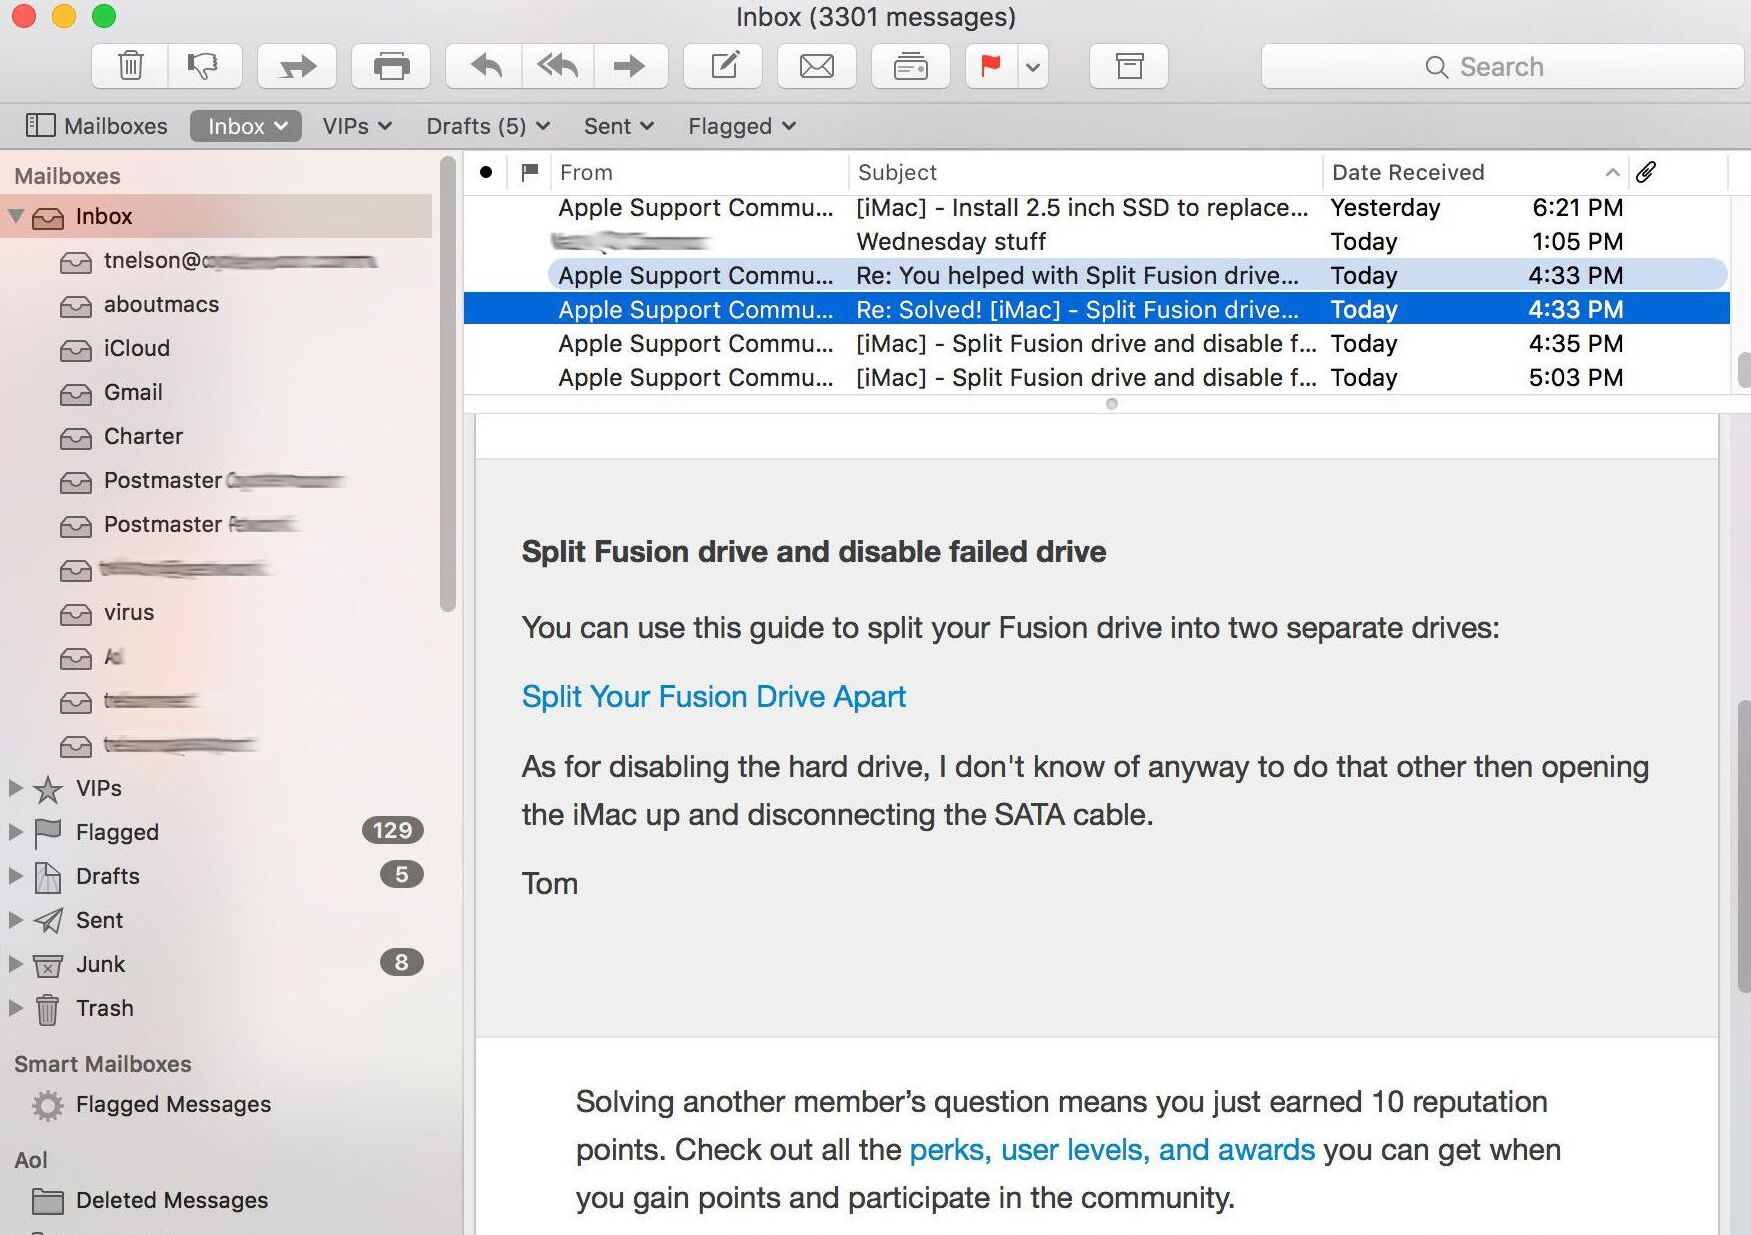 Inbox (3301 messages)
Search
Mailboxes
Inbox
VIPs
Drafts (5)
Sent
Flagged
Mailboxes
Inbox
tnelson@
aboutmacs
iCloud
Gmail
Charter
Postmaster
Postmaster
virus
VIPs
Flagged 129
Drafts 5
Sent
Junk 8
Trash
Smart Mailboxes
Flagged Messages
Aol
Deleted Messages
From Subject Date Received
Apple Support Commu... [iMac] - Install 2.5 inch SSD to replace... Yesterday 6:21 PM
Wednesday stuff Today 1:05 PM
Apple Support Commu... Re: You helped with Split Fusion drive... Today 4:33 PM
Apple Support Commu... Re: Solved! [iMac] - Split Fusion drive... Today 4:33 PM
Apple Support Commu... [iMac] - Split Fusion drive and disable f... Today 4:35 PM
Apple Support Commu... [iMac] - Split Fusion drive and disable f... Today 5:03 PM
Split Fusion drive and disable failed drive
You can use this guide to split your Fusion drive into two separate drives:
Split Your Fusion Drive Apart
As for disabling the hard drive, I don't know of anyway to do that other then opening
the iMac up and disconnecting the SATA cable.
Tom
Solving another member’s question means you just earned 10 reputation
points. Check out all the perks, user levels, and awards you can get when
you gain points and participate in the community.